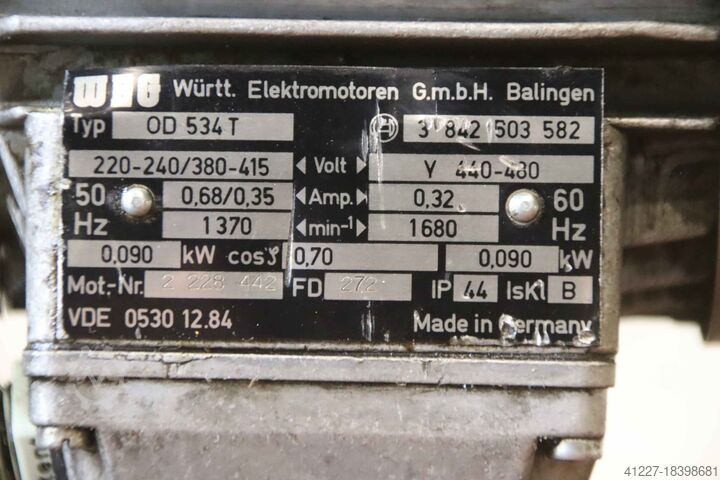 WEG Württ. Elektromotoren G.m.b.H. Balingen
Typ OD 534 T 3 842 503 582
220-240/380-415 Volt Y 440-480
50 Hz 0,68/0,35 Amp. 0,32 60 Hz
1370 min-1 1680
0,090 kW cosφ 0,70 0,090 kW
Mot.-Nr. 2 228 442 FD 272 IP 44 IsKl B
VDE 0530 12.84 Made in Germany
41227-18398681